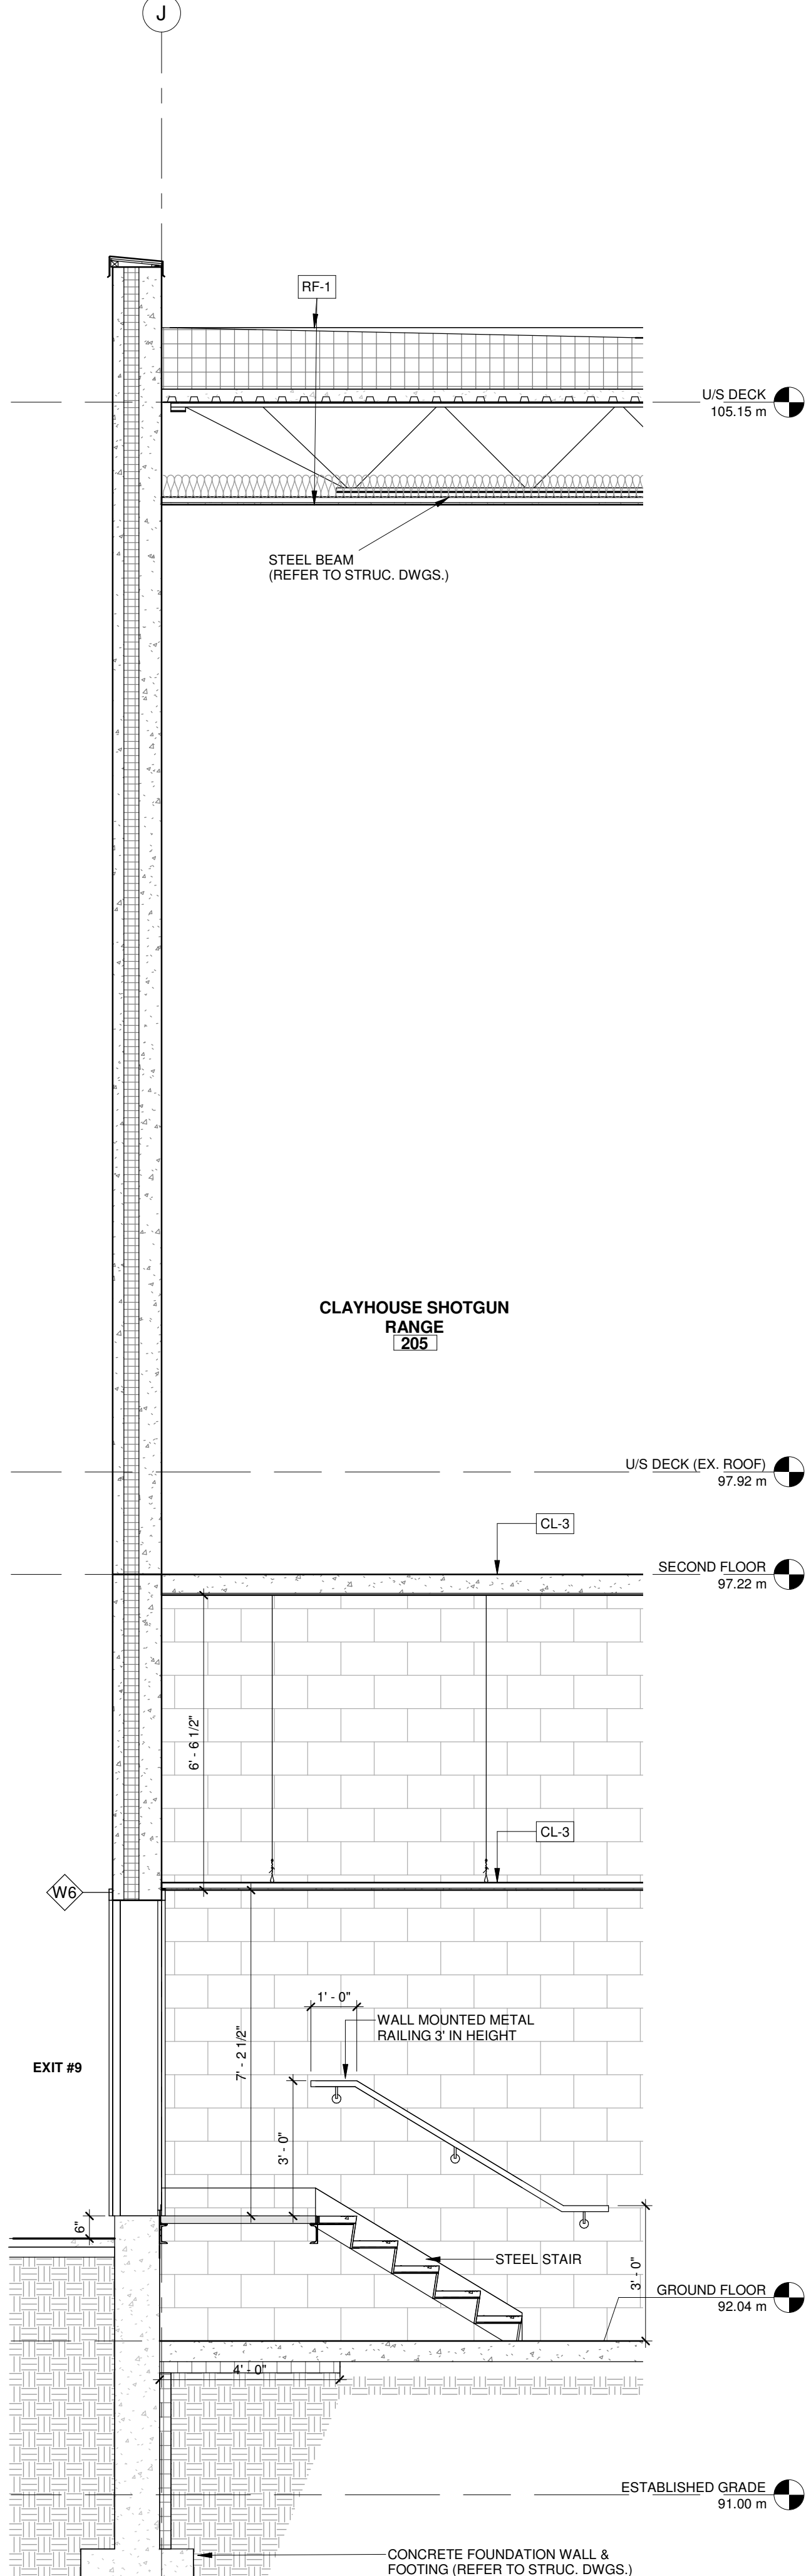 J
RF-1
U/S DECK
105.15 m
STEEL BEAM
(REFER TO STRUC. DWGS.)
CLAYHOUSE SHOTGUN
RANGE
205
U/S DECK (EX. ROOF)
97.92 m
CL-3
SECOND FLOOR
97.22 m
6' - 6 1/2"
CL-3
W6
1' - 0"
WALL MOUNTED METAL
RAILING 3' IN HEIGHT
7' - 2 1/2"
EXIT #9
3' - 0"
6"
STEEL STAIR
3' - 0"
GROUND FLOOR
92.04 m
4'-0"
ESTABLISHED GRADE
91.00 m
CONCRETE FOUNDATION WALL &
FOOTING (REFER TO STRUC. DWGS.)